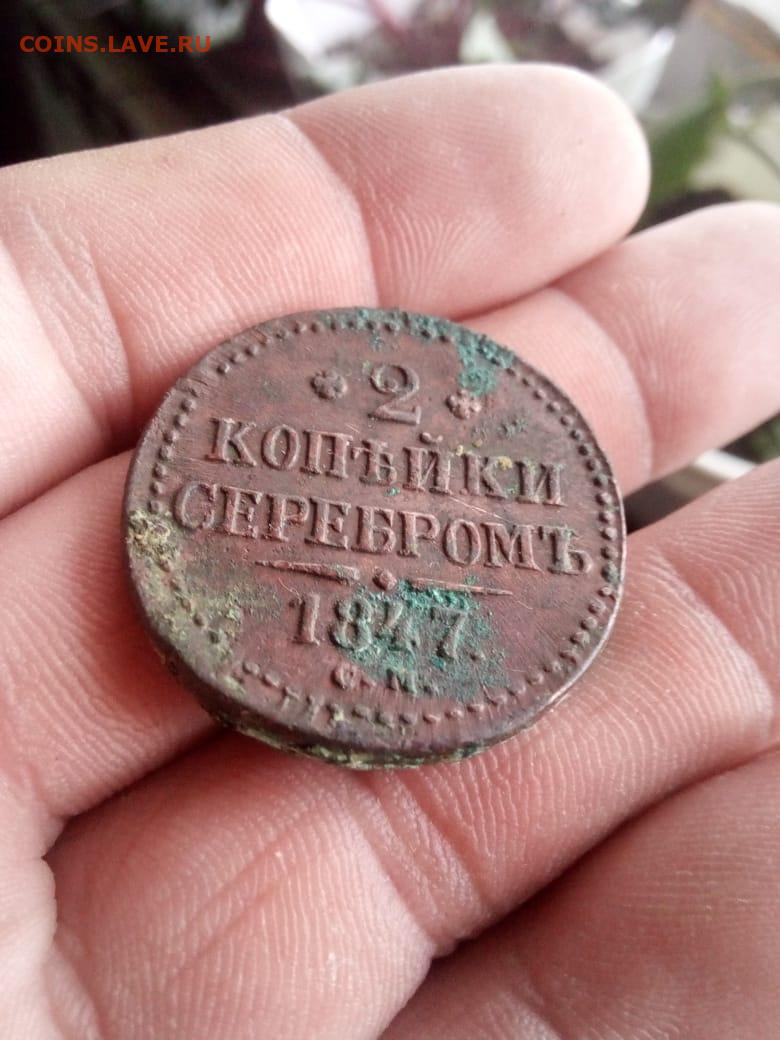 COINS.LAVE.RU
2
КОПѢЙКИ
СЕРЕБРОМЪ
1847.
С. М.